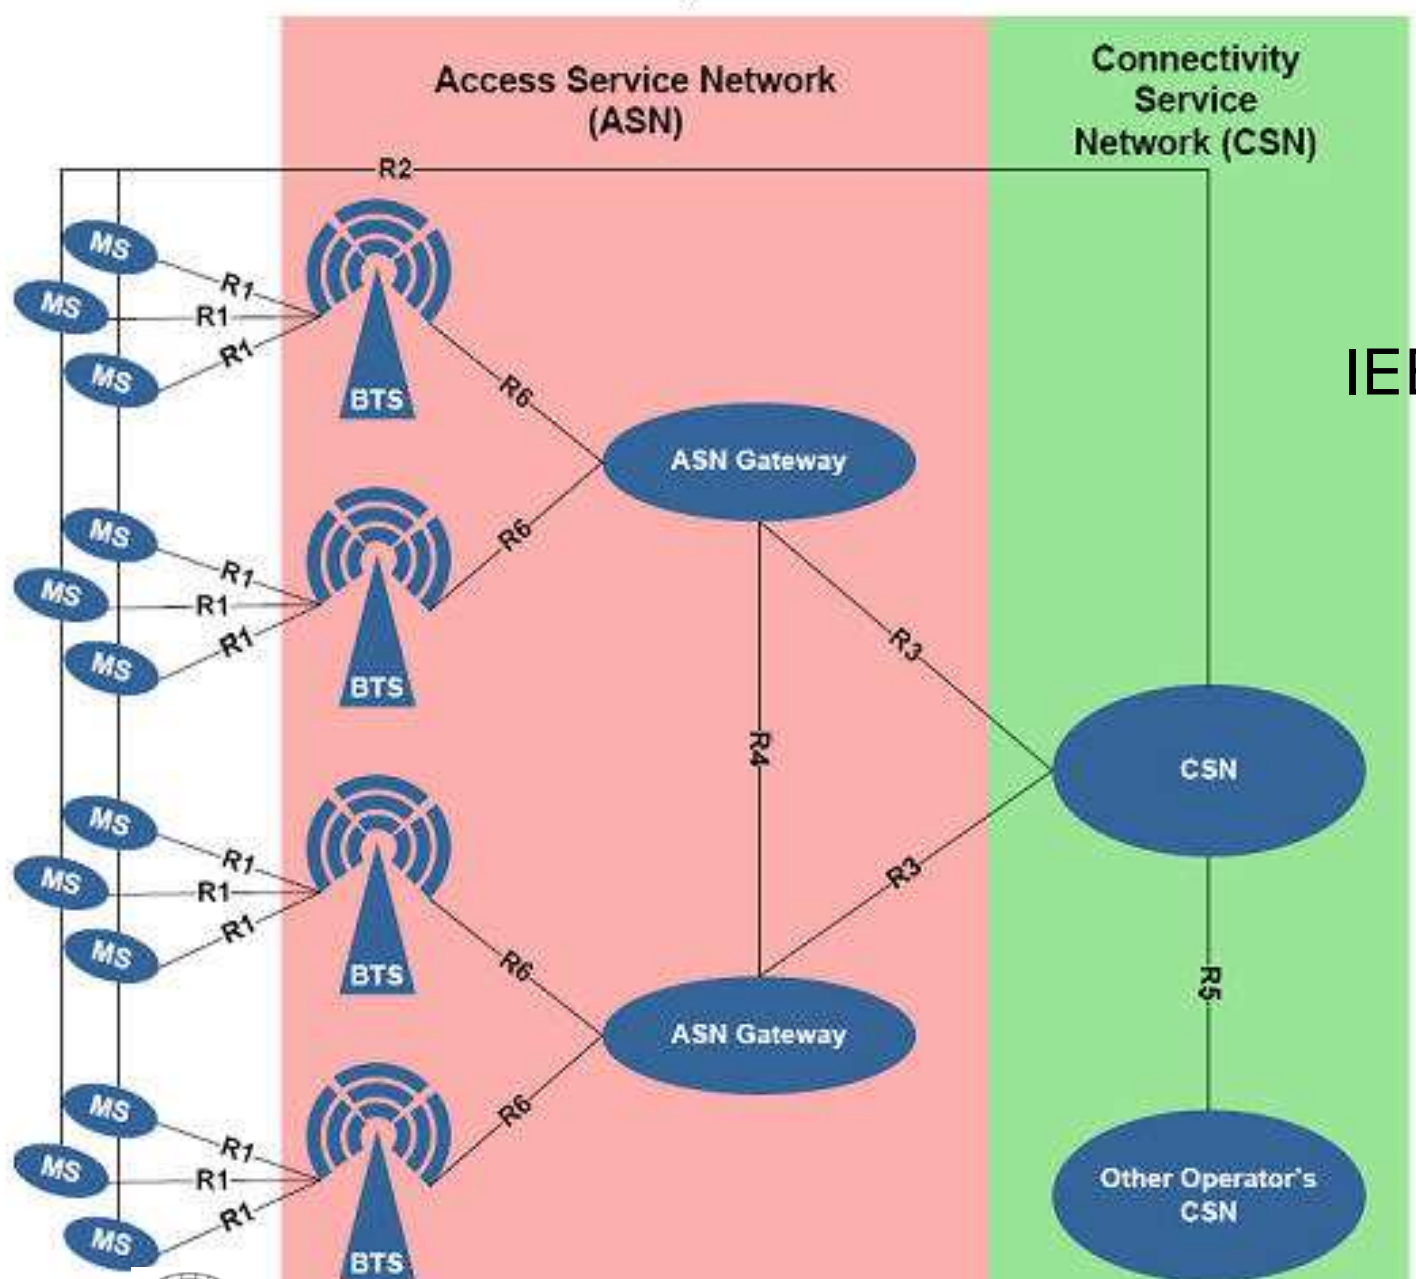 Access Service Network
(ASN)
Connectivity
Service
Network (CSN)
R2
MS
MS
MS
R1
R1
R1
BTS
R6
IEE
ASN Gateway
R6
MS
MS
MS
R1
R1
R1
BTS
R3
R4
CSN
MS
MS
MS
R1
R1
R1
BTS
R3
R6
R5
ASN Gateway
R6
MS
MS
MS
R1
R1
R1
BTS
Other Operator's
CSN